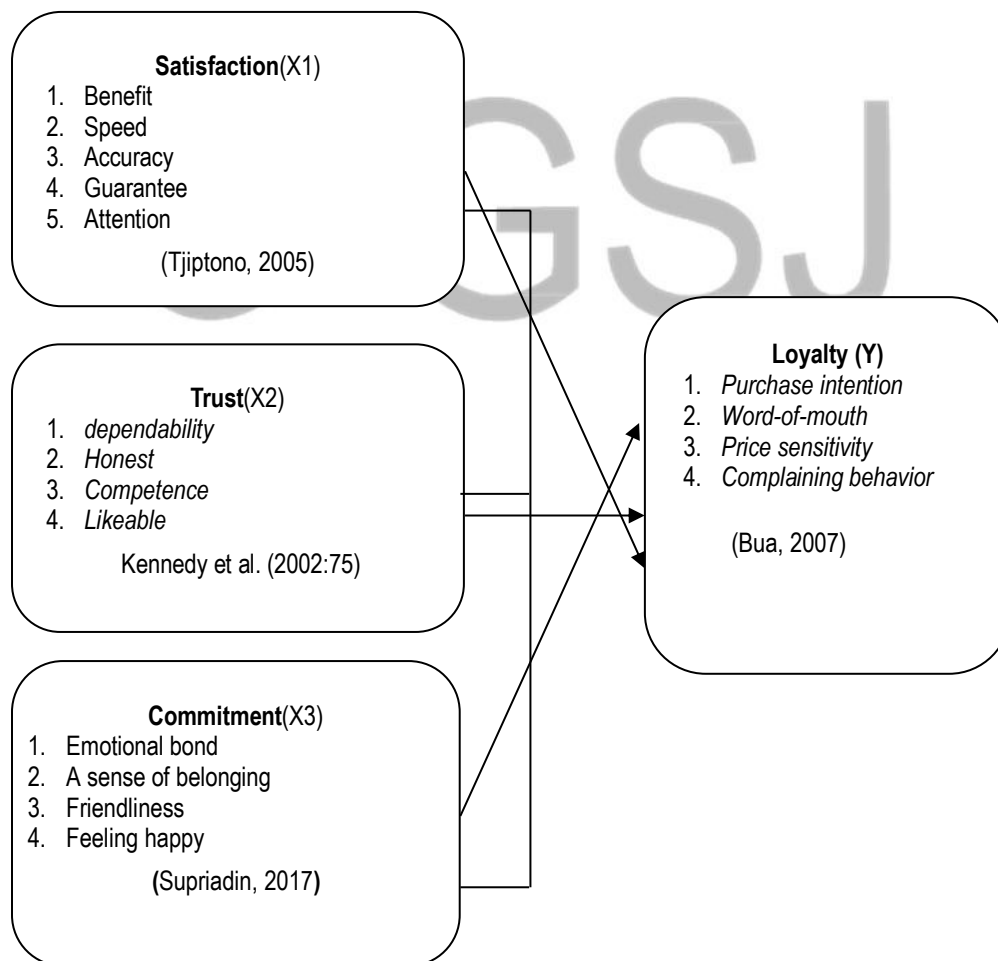 Satisfaction(X1)
1. Benefit
2. Speed
3. Accuracy
4. Guarantee
5. Attention
(Tjiptono, 2005)
GSJ
Trust(X2)
1. dependability
2. Honest
3. Competence
4. Likeable
Kennedy et al. (2002:75)
Loyalty (Y)
1. Purchase intention
2. Word-of-mouth
3. Price sensitivity
4. Complaining behavior
(Bua, 2007)
Commitment(X3)
1. Emotional bond
2. A sense of belonging
3. Friendliness
4. Feeling happy
(Supriadin, 2017)